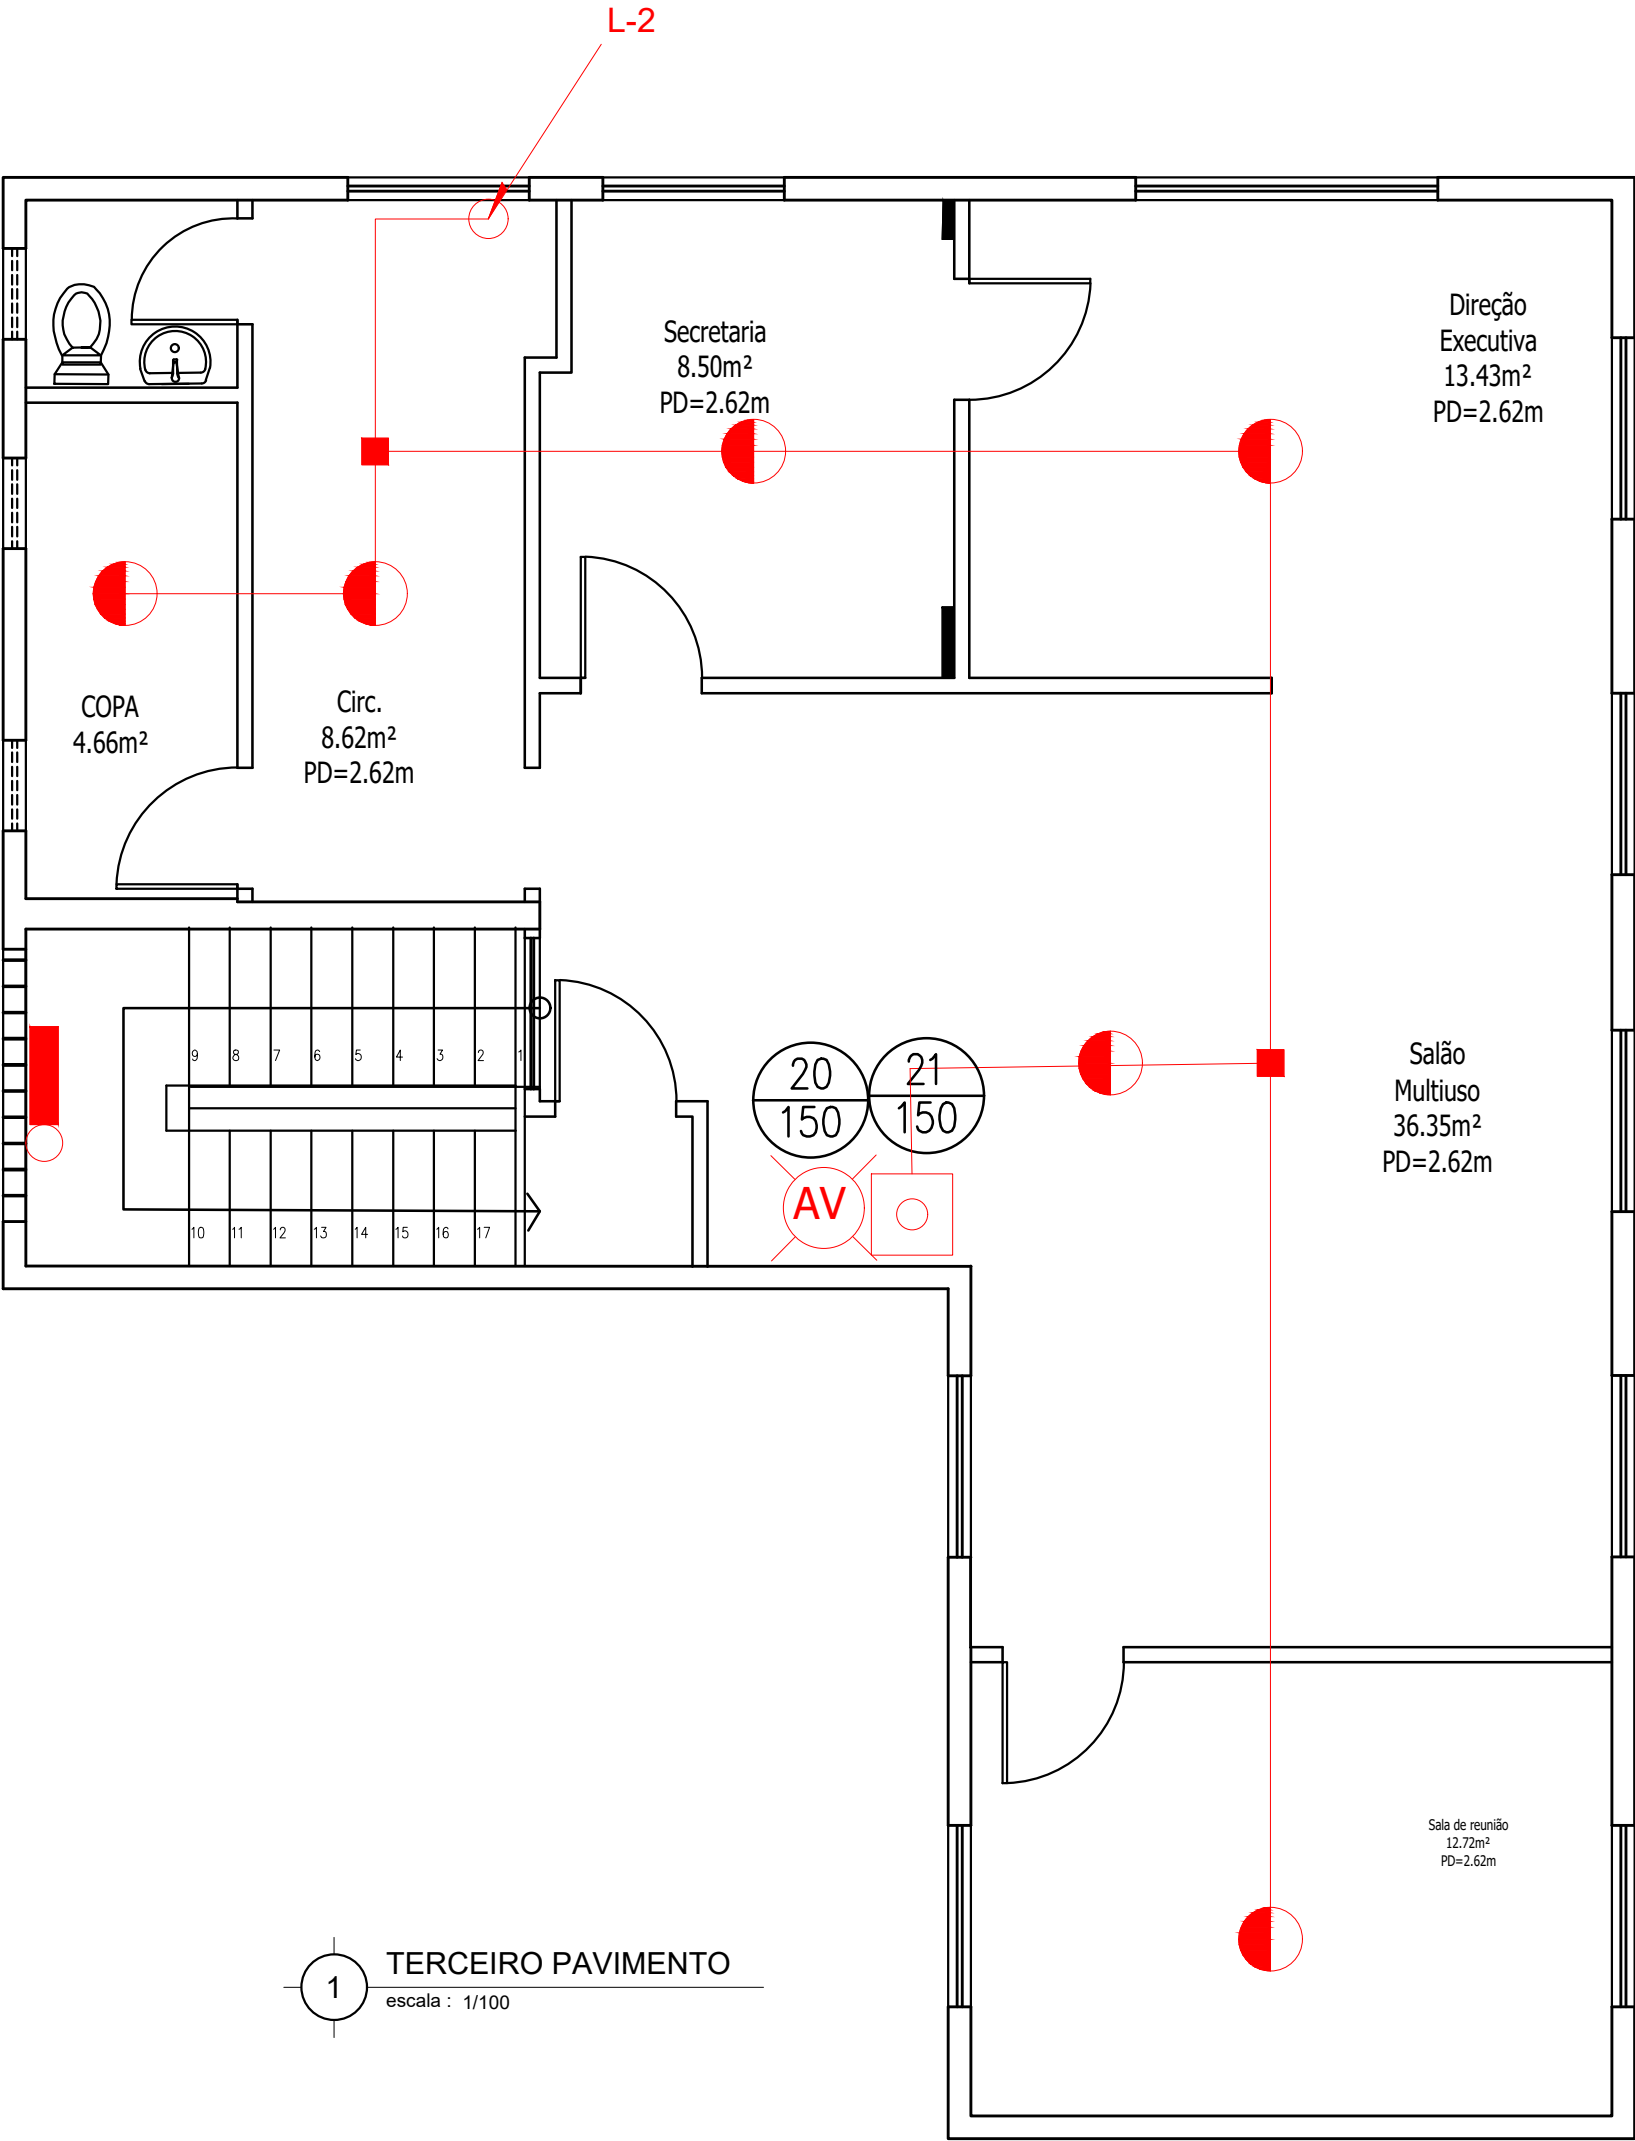 L-2
Secretaria
8.50m²
PD=2.62m
Direção
Executiva
13.43m²
PD=2.62m
COPA
4.66m²
Circ.
8.62m²
PD=2.62m
9 8 7 6 5 4 3 2 1
10 11 12 13 14 15 16 17
20
150
21
150
AV
Salão
Multiuso
36.35m²
PD=2.62m
Sala de reunião
12.72m²
PD=2.62m
1
TERCEIRO PAVIMENTO
escala : 1/100